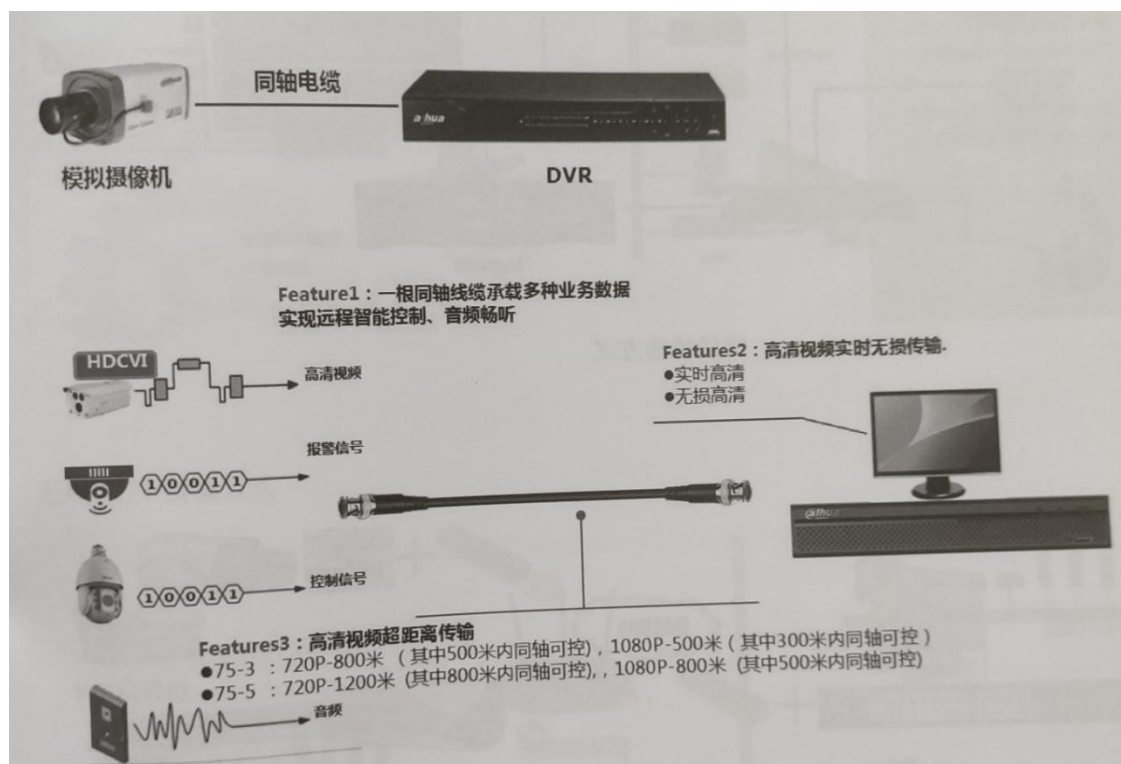 同轴电缆
a hua
模拟摄像机
DVR
Feature1：一根同轴线缆承载多种业务数据
实现远程智能控制、音频畅听
HDCVI
高清视频
Features2：高清视频实时无损传输.
●实时高清
●无损高清
报警信号
10011
alhua
控制信号
10011
Features3：高清视频超距离传输
●75-3 ：720P-800米 （其中500米内同轴可控)，1080P-500米（其中300米内同轴可控）
●75-5 ：720P-1200米 (其中800米内同轴可控),，1080P-800米 (其中500米内同轴可控)
音频